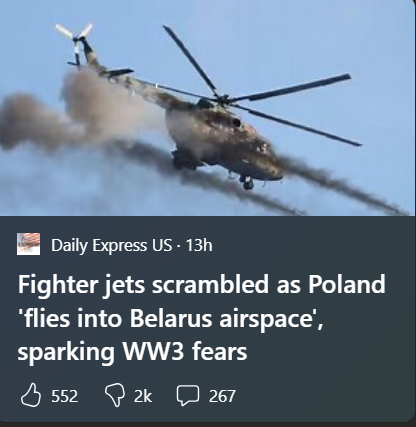 Daily Express US · 13h
Fighter jets scrambled as Poland
'flies into Belarus airspace',
sparking WW3 fears
552 2k 267